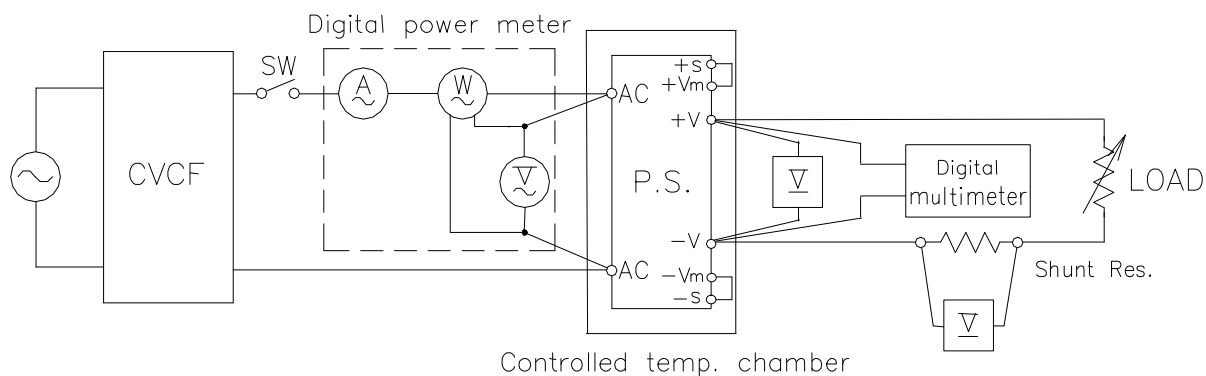 Digital power meter
SW
A
W
V
CVCF
AC
AC
P.S.
+S
+Vm
+V
-V
-Vm
-S
V
Digital
multimeter
LOAD
Shunt Res.
V
Controlled temp. chamber